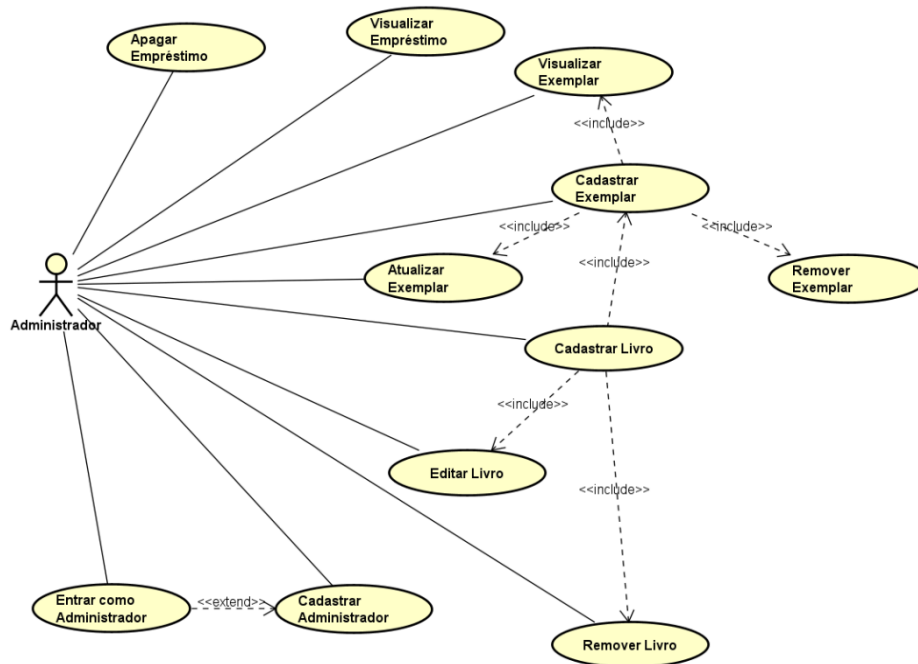 Apagar
Empréstimo
Visualizar
Empréstimo
Visualizar
Exemplar
<<include>>
Cadastrar
Exemplar
<<include>>
<<include>>
<<include>>
Atualizar
Exemplar
Remover
Exemplar
Administrador
Cadastrar Livro
<<include>>
Editar Livro
<<include>>
Entrar como
Administrador
<<extend>>
Cadastrar
Administrador
Remover Livro